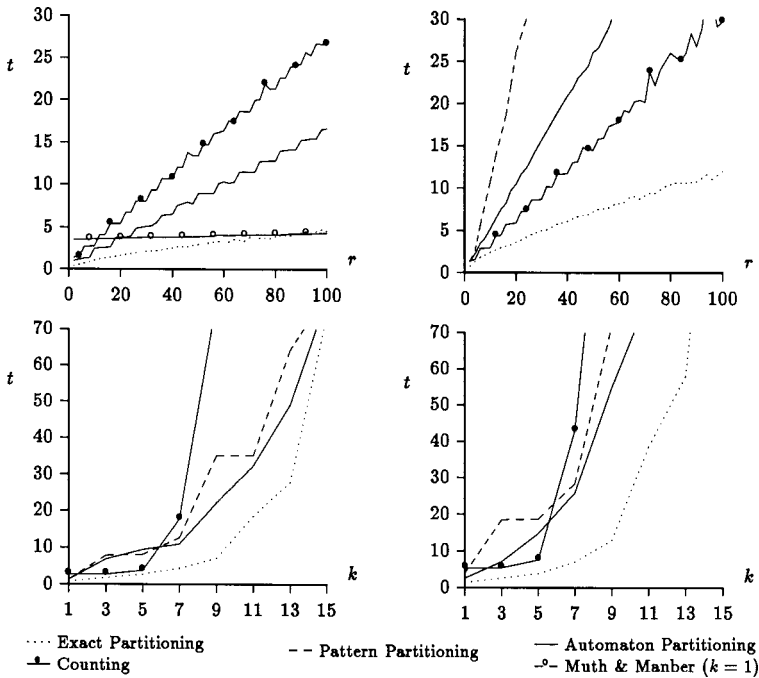 30
25
20
15
10
5
0
t
0 20 40 60 80 100
r
30
25
20
15
10
5
0
t
0 20 40 60 80 100
r
70
60
50
40
30
20
10
0
t
1 3 5 7 9 11 13 15
k
70
60
50
40
30
20
10
0
t
1 3 5 7 9 11 13 15
k
Exact Partitioning
Counting
Pattern Partitioning
Automaton Partitioning
Muth & Manber (k = 1)